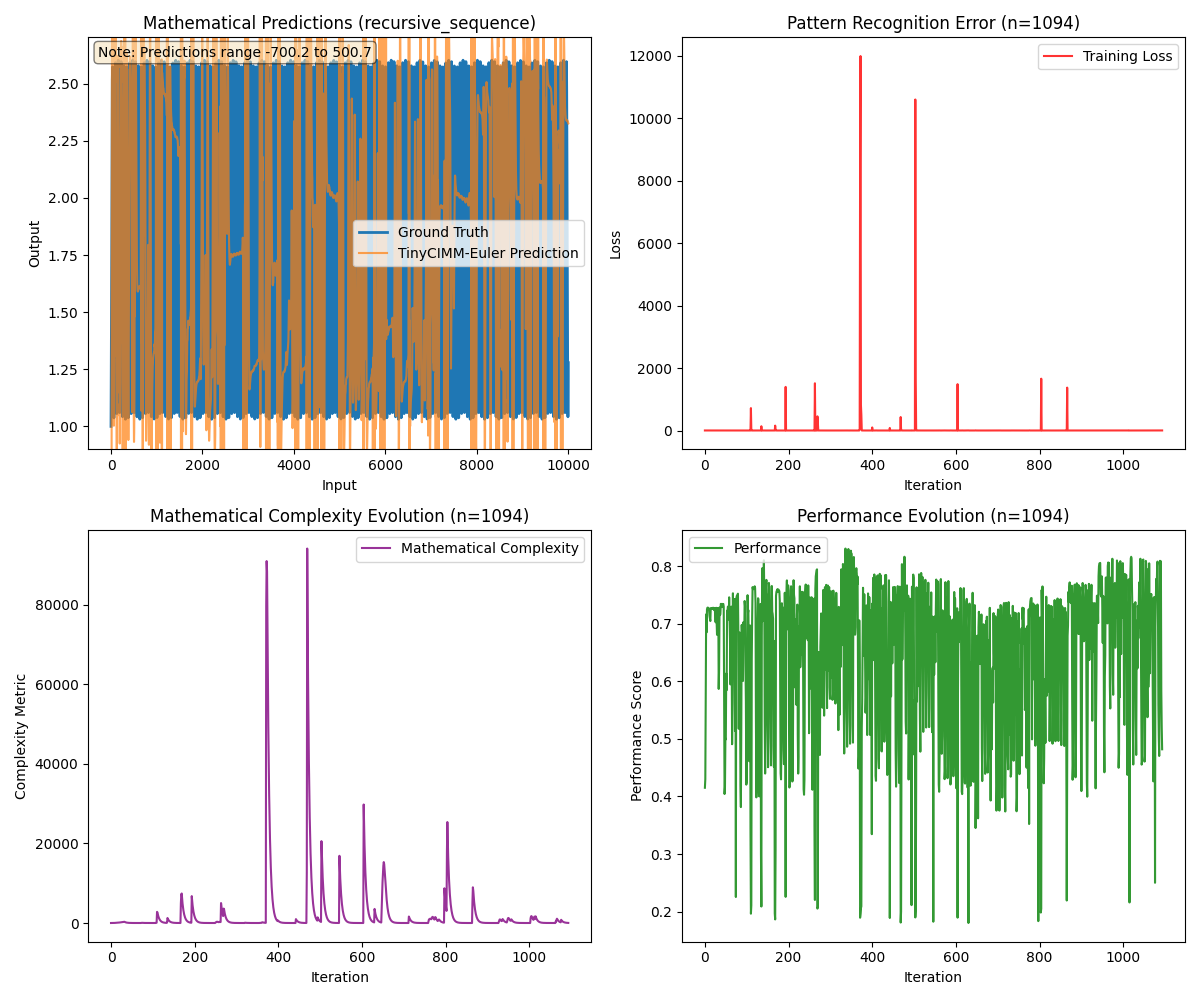 Mathematical Predictions (recursive_sequence)
Note: Predictions range -700.2 to 500.7
2.50
2.25
2.00
1.75
1.50
1.25
1.00
Output
Ground Truth
TinyCIMM-Euler Prediction
0
2000
4000
6000
8000
10000
Input
Pattern Recognition Error (n=1094)
Training Loss
12000
10000
8000
6000
4000
2000
0
Loss
0
200
400
600
800
1000
Iteration
Mathematical Complexity Evolution (n=1094)
Mathematical Complexity
80000
60000
40000
20000
0
Complexity Metric
0
200
400
600
800
1000
Iteration
Performance Evolution (n=1094)
Performance
0.8
0.7
0.6
0.5
0.4
0.3
0.2
Performance Score
0
200
400
600
800
1000
Iteration